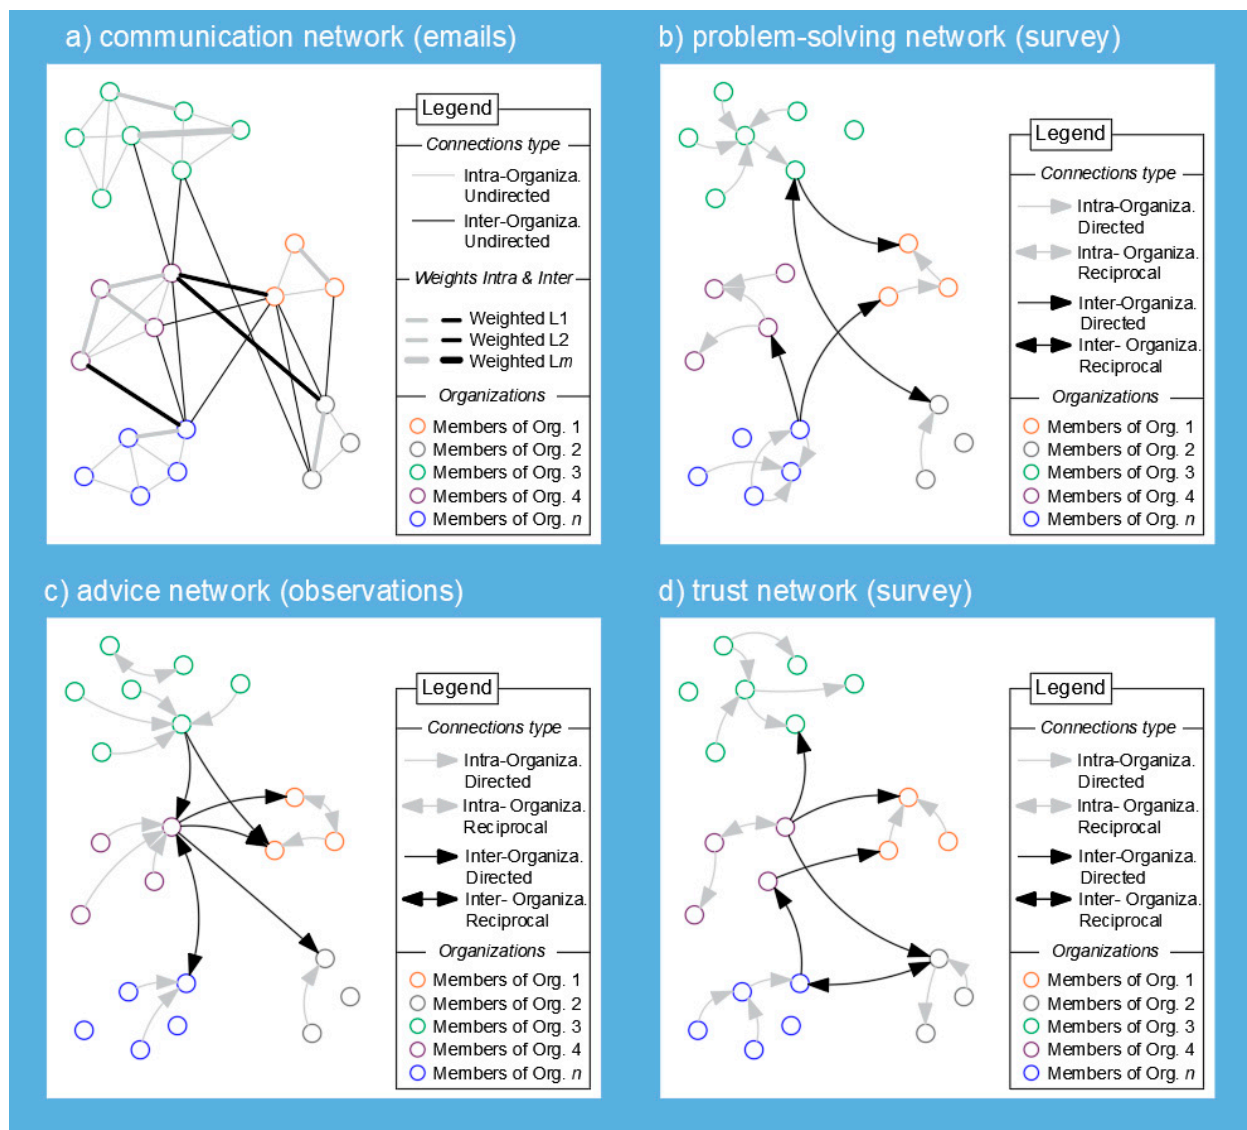 a) communication network (emails)
Legend
Connections type
Intra-Organiza.
Undirected
Inter-Organiza.
Undirected
Weights Intra & Inter
Weighted L1
Weighted L2
Weighted Lm
Organizations
Members of Org. 1
Members of Org. 2
Members of Org. 3
Members of Org. 4
Members of Org. n
b) problem-solving network (survey)
Legend
Connections type
Intra-Organiza.
Directed
Intra- Organiza.
Reciprocal
Inter-Organiza.
Directed
Inter- Organiza.
Reciprocal
Organizations
Members of Org. 1
Members of Org. 2
Members of Org. 3
Members of Org. 4
Members of Org. n
c) advice network (observations)
Legend
Connections type
Intra-Organiza.
Directed
Intra- Organiza.
Reciprocal
Inter-Organiza.
Directed
Inter- Organiza.
Reciprocal
Organizations
Members of Org. 1
Members of Org. 2
Members of Org. 3
Members of Org. 4
Members of Org. n
d) trust network (survey)
Legend
Connections type
Intra-Organiza.
Directed
Intra- Organiza.
Reciprocal
Inter-Organiza.
Directed
Inter- Organiza.
Reciprocal
Organizations
Members of Org. 1
Members of Org. 2
Members of Org. 3
Members of Org. 4
Members of Org. n